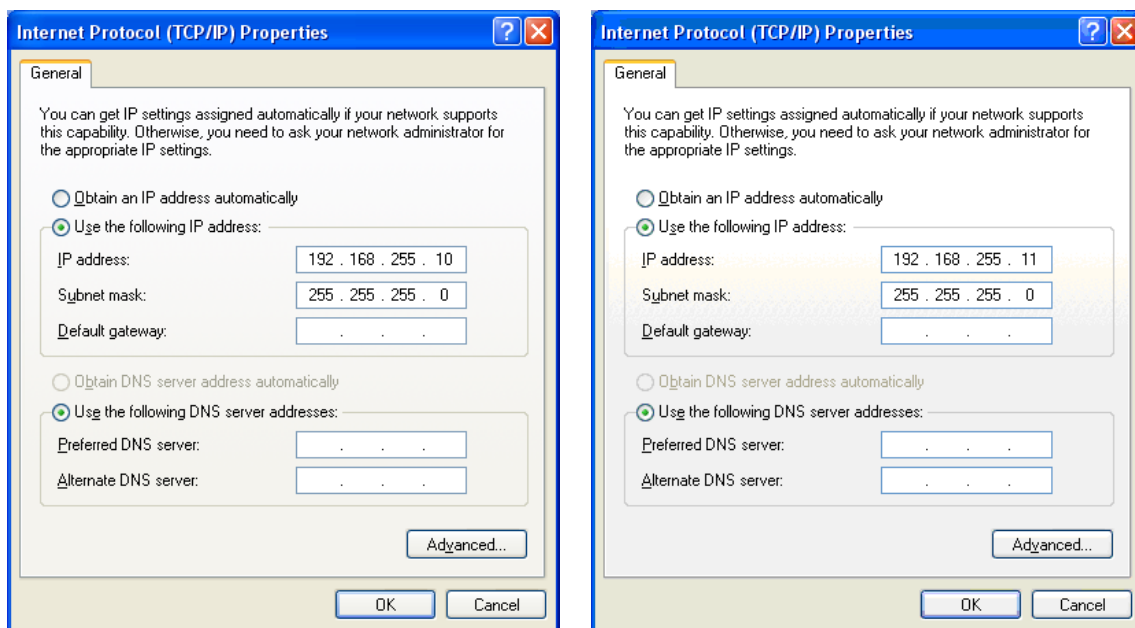 Internet Protocol (TCP/IP) Properties
General
You can get IP settings assigned automatically if your network supports
this capability. Otherwise, you need to ask your network administrator for
the appropriate IP settings.
Obtain an IP address automatically
Use the following IP address:
IP address: 192 . 168 . 255 . 10
Subnet mask: 255 . 255 . 255 . 0
Default gateway: . . .
Obtain DNS server address automatically
Use the following DNS server addresses:
Preferred DNS server: . . .
Alternate DNS server: . . .
Advanced...
OK Cancel
Internet Protocol (TCP/IP) Properties
General
You can get IP settings assigned automatically if your network supports
this capability. Otherwise, you need to ask your network administrator for
the appropriate IP settings.
Obtain an IP address automatically
Use the following IP address:
IP address: 192 . 168 . 255 . 11
Subnet mask: 255 . 255 . 255 . 0
Default gateway: . . .
Obtain DNS server address automatically
Use the following DNS server addresses:
Preferred DNS server: . . .
Alternate DNS server: . . .
Advanced...
OK Cancel